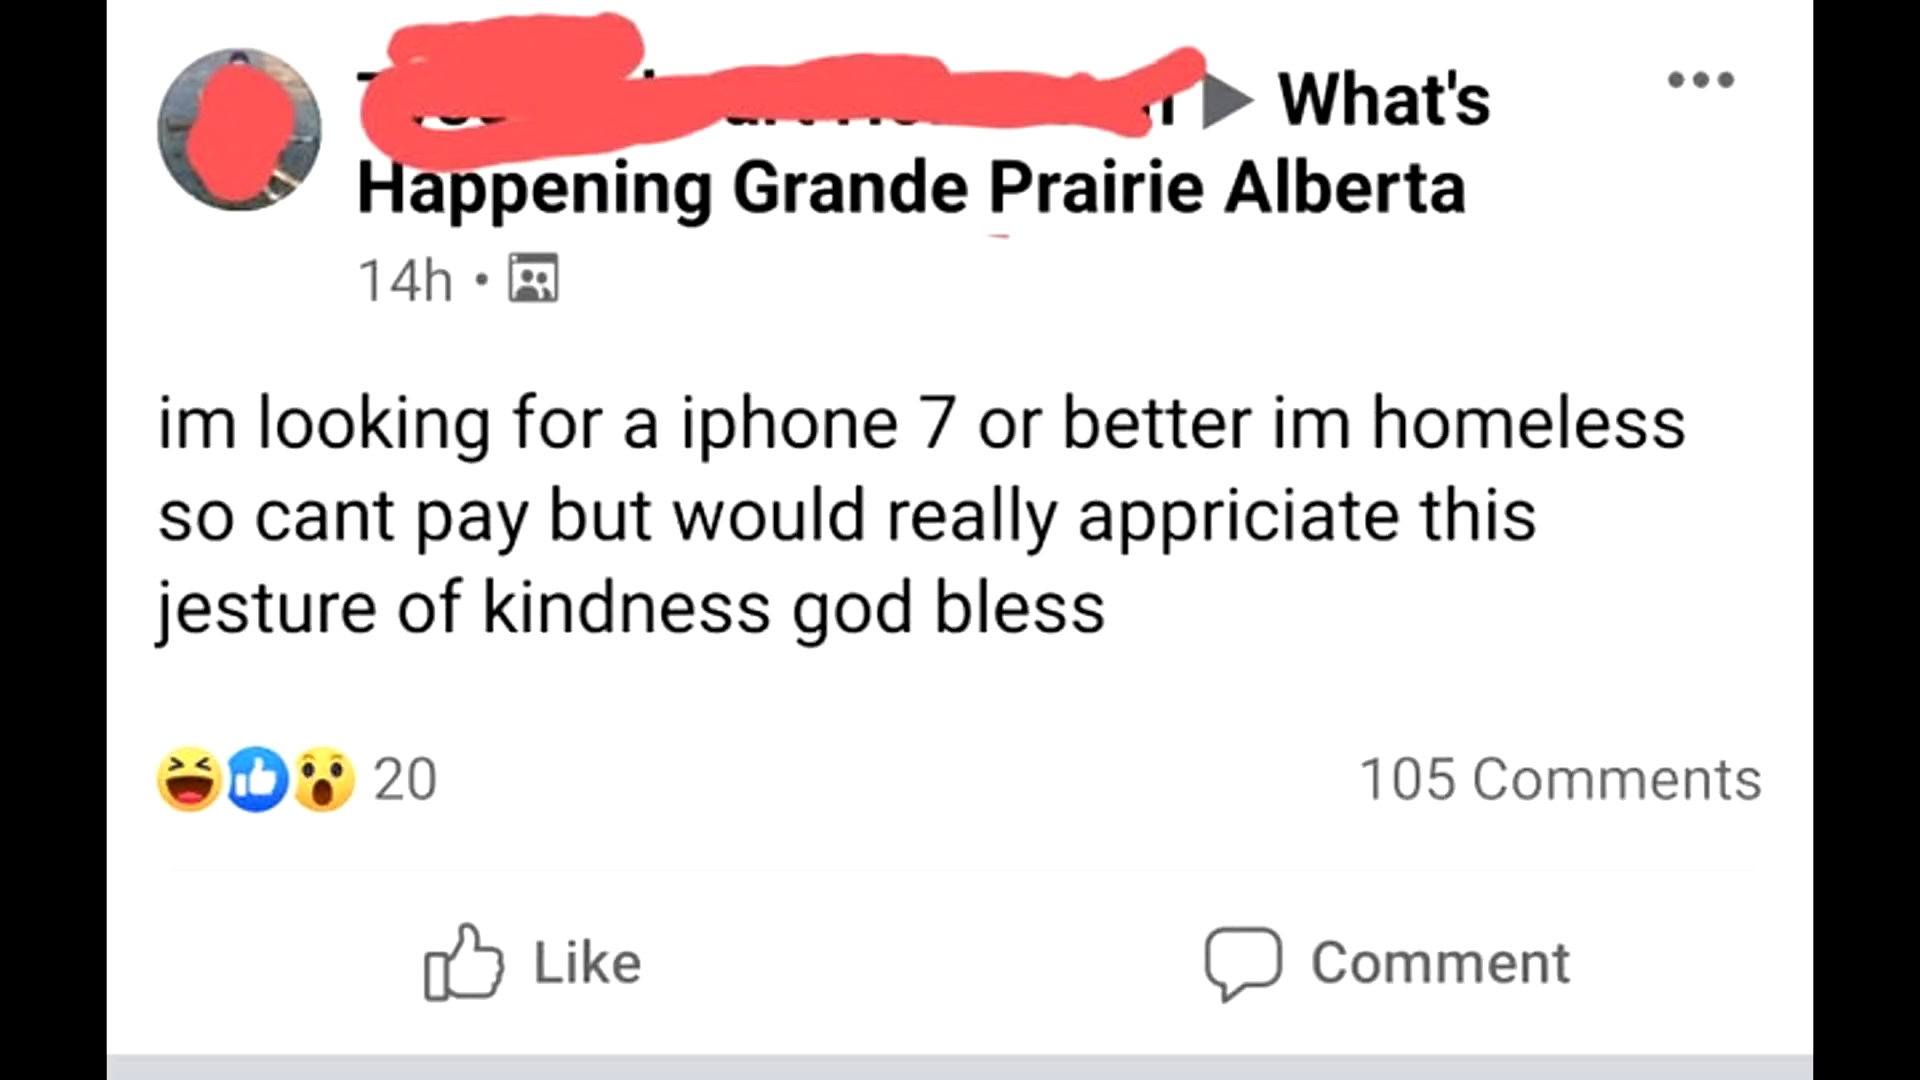 What's
Happening Grande Prairie Alberta
14h •
im looking for a iphone 7 or better im homeless
so cant pay but would really appriciate this
jesture of kindness god bless
20 105 Comments
Like Comment